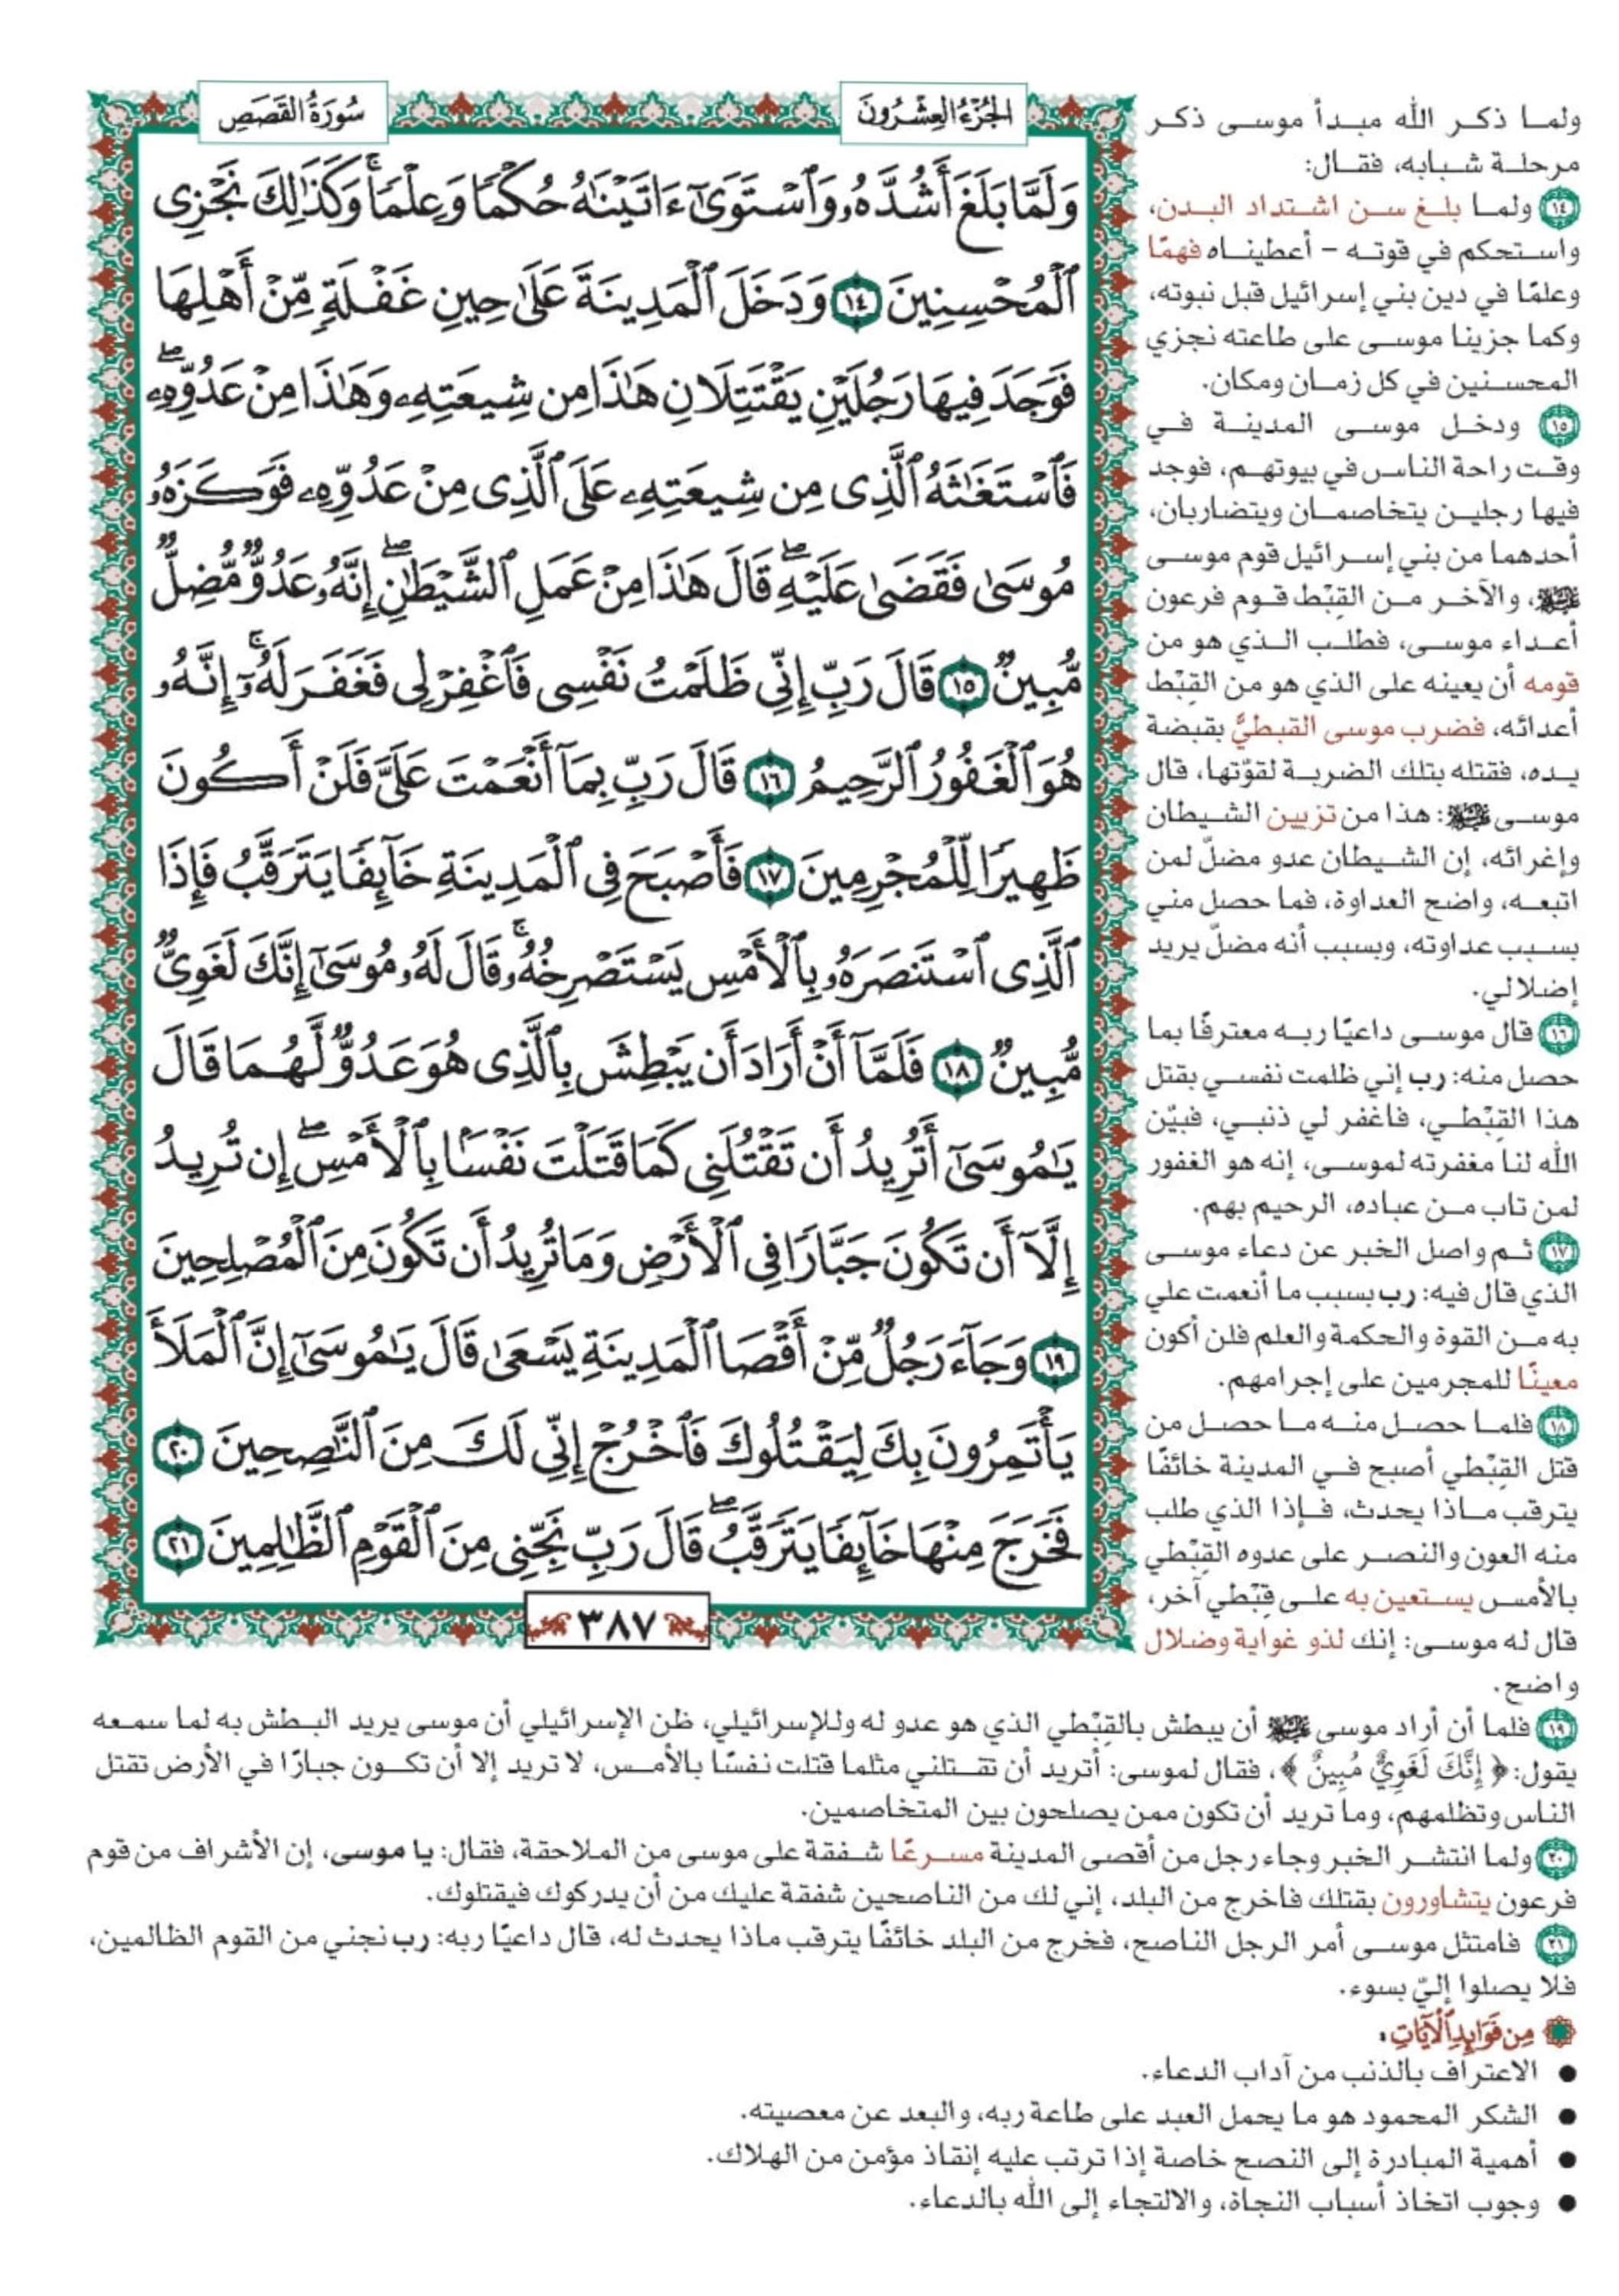 الجُزْءُ العِشْرُونَ
سُورَةُ القَصَصِ
وَلَمَّا بَلَغَ أَشُدَّهُۥ وَٱسْتَوَىٰٓ ءَاتَيْنَٰهُ حُكْمًا وَعِلْمًاۚ وَكَذَٰلِكَ نَجْزِى
ٱلْمُحْسِنِينَ ١٤ وَدَخَلَ ٱلْمَدِينَةَ عَلَىٰ حِينِ غَفْلَةٍ مِّنْ أَهْلِهَا
فَوَجَدَ فِيهَا رَجُلَيْنِ يَقْتَتِلَانِ هَٰذَا مِن شِيعَتِهِۦ وَهَٰذَا مِنْ عَدُوِّهِۦۖ
فَٱسْتَغَٰثَهُ ٱلَّذِى مِن شِيعَتِهِۦ عَلَى ٱلَّذِى مِنْ عَدُوِّهِۦ فَوَكَزَهُۥ
مُوسَىٰ فَقَضَىٰ عَلَيْهِۖ قَالَ هَٰذَا مِنْ عَمَلِ ٱلشَّيْطَٰنِۖ إِنَّهُۥ عَدُوٌّ مُّضِلٌّ
مُّبِينٌ ١٥ قَالَ رَبِّ إِنِّى ظَلَمْتُ نَفْسِى فَٱغْفِرْ لِى فَغَفَرَ لَهُۥٓۚ إِنَّهُۥ
هُوَ ٱلْغَفُورُ ٱلرَّحِيمُ ١٦ قَالَ رَبِّ بِمَآ أَنْعَمْتَ عَلَىَّ فَلَنْ أَكُونَ
ظَهِيرًا لِّلْمُجْرِمِينَ ١٧ فَأَصْبَحَ فِى ٱلْمَدِينَةِ خَآئِفًا يَتَرَقَّبُ فَإِذَا
ٱلَّذِى ٱسْتَنصَرَهُۥ بِٱلْأَمْسِ يَسْتَصْرِخُهُۥۚ قَالَ لَهُۥ مُوسَىٰٓ إِنَّكَ لَغَوِىٌّ
مُّبِينٌ ١٨ فَلَمَّآ أَنْ أَرَادَ أَن يَبْطِشَ بِٱلَّذِى هُوَ عَدُوٌّ لَّهُمَا قَالَ
يَٰمُوسَىٰٓ أَتُرِيدُ أَن تَقْتُلَنِى كَمَا قَتَلْتَ نَفْسًۢا بِٱلْأَمْسِۖ إِن تُرِيدُ
إِلَّآ أَن تَكُونَ جَبَّارًا فِى ٱلْأَرْضِ وَمَا تُرِيدُ أَن تَكُونَ مِنَ ٱلْمُصْلِحِينَ
١٩ وَجَآءَ رَجُلٌ مِّنْ أَقْصَا ٱلْمَدِينَةِ يَسْعَىٰ قَالَ يَٰمُوسَىٰٓ إِنَّ ٱلْمَلَأَ
يَأْتَمِرُونَ بِكَ لِيَقْتُلُوكَ فَٱخْرُجْ إِنِّى لَكَ مِنَ ٱلنَّٰصِحِينَ ٢٠
فَخَرَجَ مِنْهَا خَآئِفًا يَتَرَقَّبُۖ قَالَ رَبِّ نَجِّنِى مِنَ ٱلْقَوْمِ ٱلظَّٰلِمِينَ ٢١
٣٨٧
ولما ذكر الله مبدأ موسى ذكر
مرحلة شبابه، فقال:
١٤ ولما بلغ سن اشتداد البدن،
واستحكم في قوته – أعطيناه فهمًا
وعلمًا في دين بني إسرائيل قبل نبوته،
وكما جزينا موسى على طاعته نجزي
المحسنين في كل زمان ومكان.
١٥ ودخل موسى المدينة في
وقت راحة الناس في بيوتهم، فوجد
فيها رجلين يتخاصمان ويتضاربان،
أحدهما من بني إسرائيل قوم موسى
، والآخر من القِبْط قوم فرعون
أعداء موسى، فطلب الذي هو من
قومه أن يعينه على الذي هو من القِبْط
أعدائه، فضرب موسى القبطيَّ بقبضة
يده، فقتله بتلك الضربة لقوّتها، قال
موسى : هذا من تزيين الشيطان
وإغرائه، إن الشيطان عدو مضلّ لمن
اتبعه، واضح العداوة، فما حصل مني
بسبب عداوته، وبسبب أنه مضلّ يريد
إضلالي.
١٦ قال موسى داعيًا ربه معترفًا بما
حصل منه: رب إني ظلمت نفسي بقتل
هذا القِبْطي، فاغفر لي ذنبي، فبيّن
الله لنا مغفرته لموسى، إنه هو الغفور
لمن تاب من عباده، الرحيم بهم.
١٧ ثم واصل الخبر عن دعاء موسى
الذي قال فيه: رب بسبب ما أنعمت علي
به من القوة والحكمة والعلم فلن أكون
معينًا للمجرمين على إجرامهم.
١٨ فلما حصل منه ما حصل من
قتل القِبْطي أصبح في المدينة خائفًا
يترقب ماذا يحدث، فإذا الذي طلب
منه العون والنصر على عدوه القِبْطي
بالأمس يستعين به على قِبْطي آخر،
قال له موسى: إنك لذو غواية وضلال
واضح.
١٩ فلما أن أراد موسى أن يبطش بالقِبْطي الذي هو عدو له وللإسرائيلي، ظن الإسرائيلي أن موسى يريد البطش به لما سمعه
يقول: ﴿إِنَّكَ لَغَوِيٌّ مُبِينٌ﴾، فقال لموسى: أتريد أن تقتلني مثلما قتلت نفسًا بالأمس، لا تريد إلا أن تكون جبارًا في الأرض تقتل
الناس وتظلمهم، وما تريد أن تكون ممن يصلحون بين المتخاصمين.
٢٠ ولما انتشر الخبر وجاء رجل من أقصى المدينة مسرعًا شفقة على موسى من الملاحقة، فقال: يا موسى، إن الأشراف من قوم
فرعون يتشاورون بقتلك فاخرج من البلد، إني لك من الناصحين شفقة عليك من أن يدركوك فيقتلوك.
٢١ فامتثل موسى أمر الرجل الناصح، فخرج من البلد خائفًا يترقب ماذا يحدث له، قال داعيًا ربه: رب نجني من القوم الظالمين،
فلا يصلوا إليّ بسوء.
مِن فَوَائِدِ ٱلْآيَاتِ:
● الاعتراف بالذنب من آداب الدعاء.
● الشكر المحمود هو ما يحمل العبد على طاعة ربه، والبعد عن معصيته.
● أهمية المبادرة إلى النصح خاصة إذا ترتب عليه إنقاذ مؤمن من الهلاك.
● وجوب اتخاذ أسباب النجاة، والالتجاء إلى الله بالدعاء.